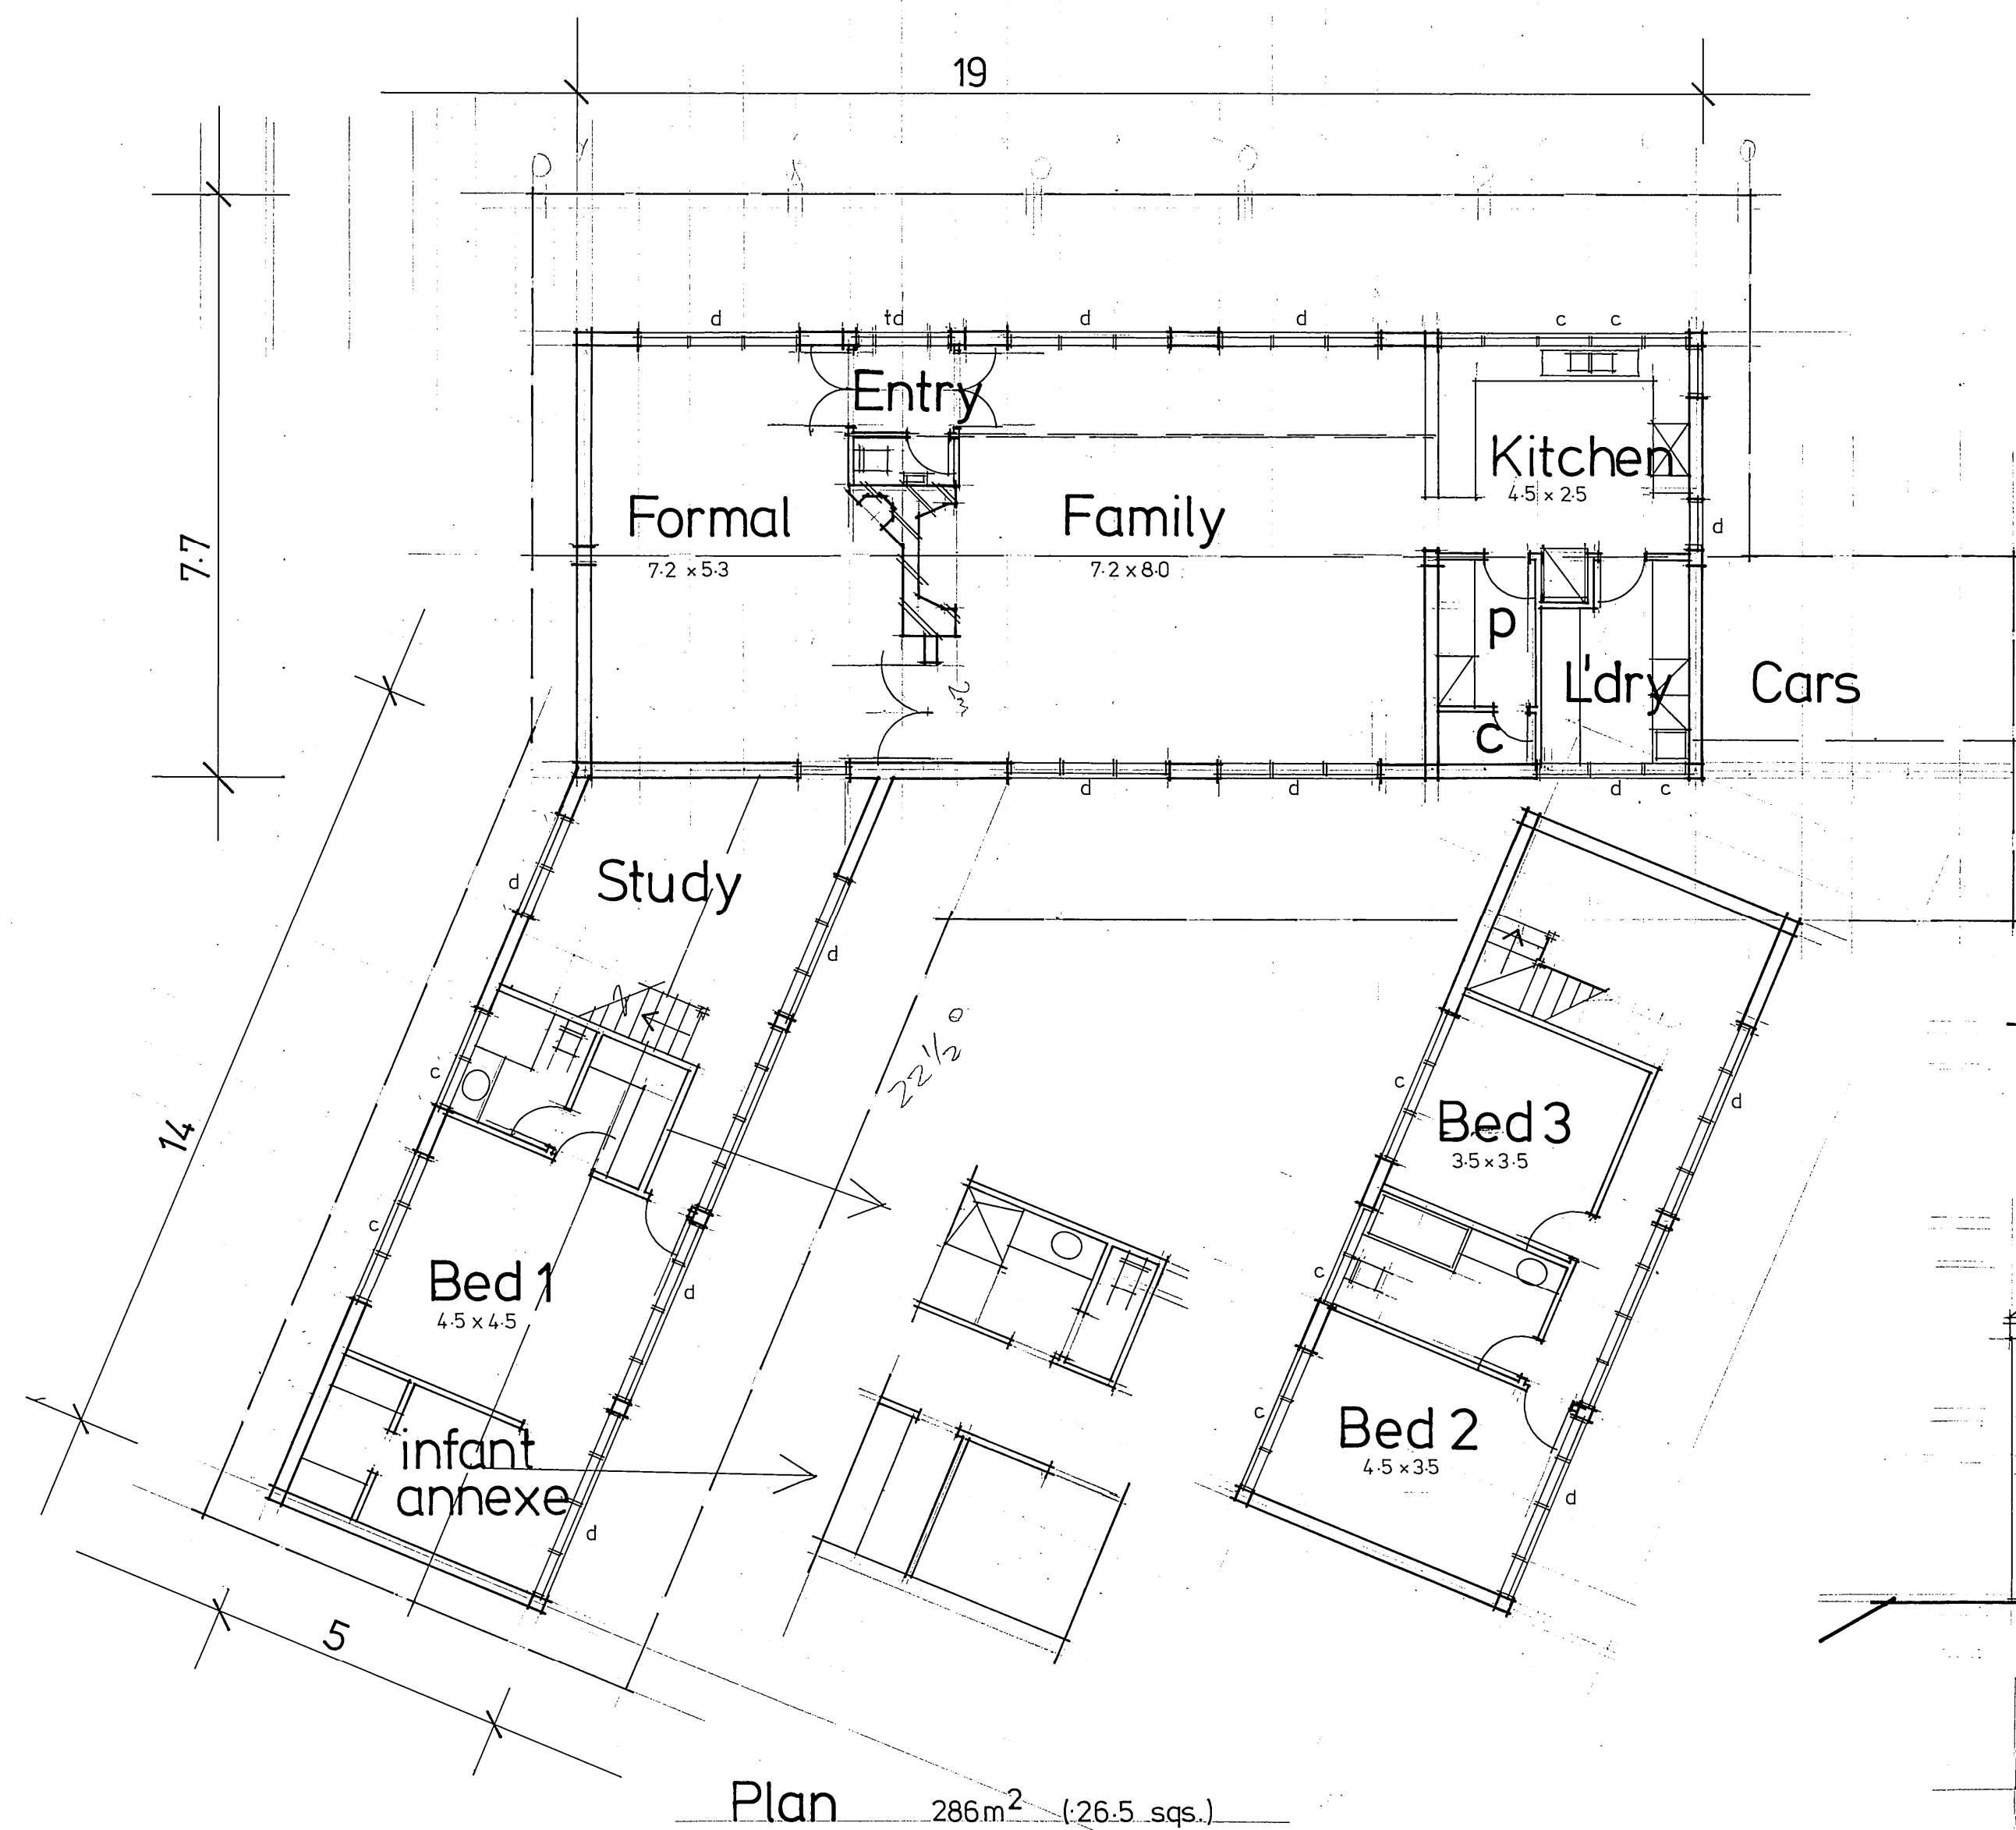 19
7·7
d
td
d
d
c c
Entry
Kitchen
4·5 x 2·5
d
Formal
7·2 x 5·3
Family
7·2 x 8·0
p
L'dry
Cars
c
d
d
d c
Study
d
d
22 1/2 °
14
c
c
Bed 1
4·5 x 4·5
d
infant
annexe
d
5
Bed 3
3·5 x 3·5
c
d
c
Bed 2
4·5 x 3·5
c
d
Plan 286m² (26·5 sqs.)